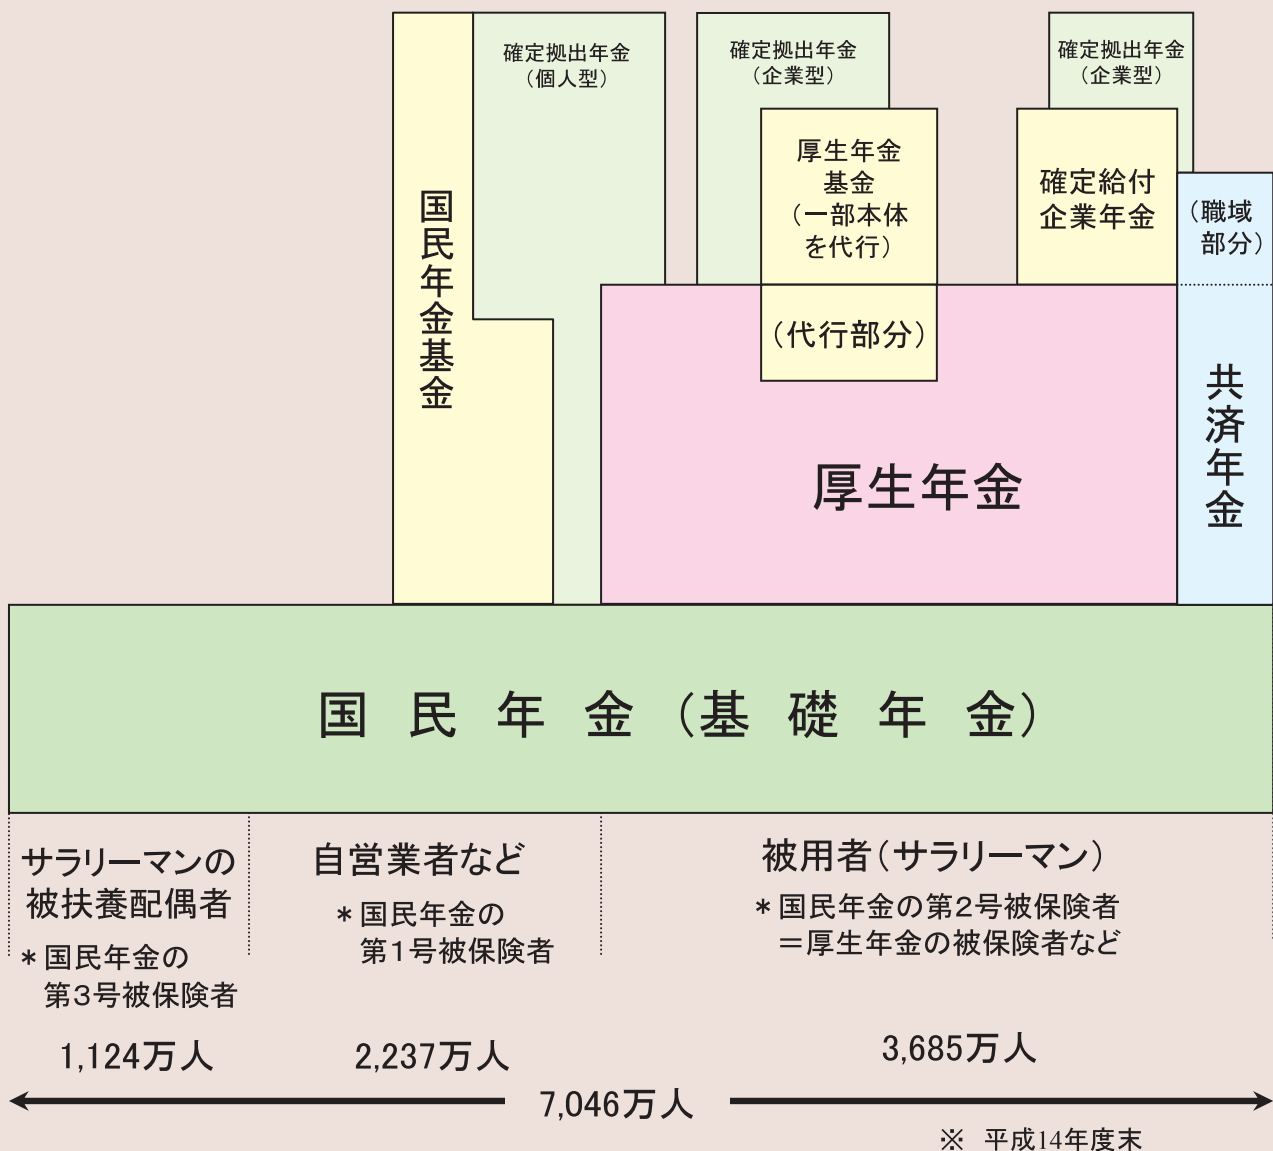 確定拠出年金
（個人型）
確定拠出年金
（企業型）
確定拠出年金
（企業型）
国民年金基金
厚生年金
基金
（一部本体
を代行）
確定給付
企業年金
（職域
部分）
（代行部分）
厚生年金
共済年金
国民年金（基礎年金）
サラリーマンの
被扶養配偶者
＊国民年金の
第3号被保険者
1,124万人
自営業者など
＊国民年金の
第1号被保険者
2,237万人
被用者（サラリーマン）
＊国民年金の第2号被保険者
＝厚生年金の被保険者など
3,685万人
7,046万人
※ 平成14年度末